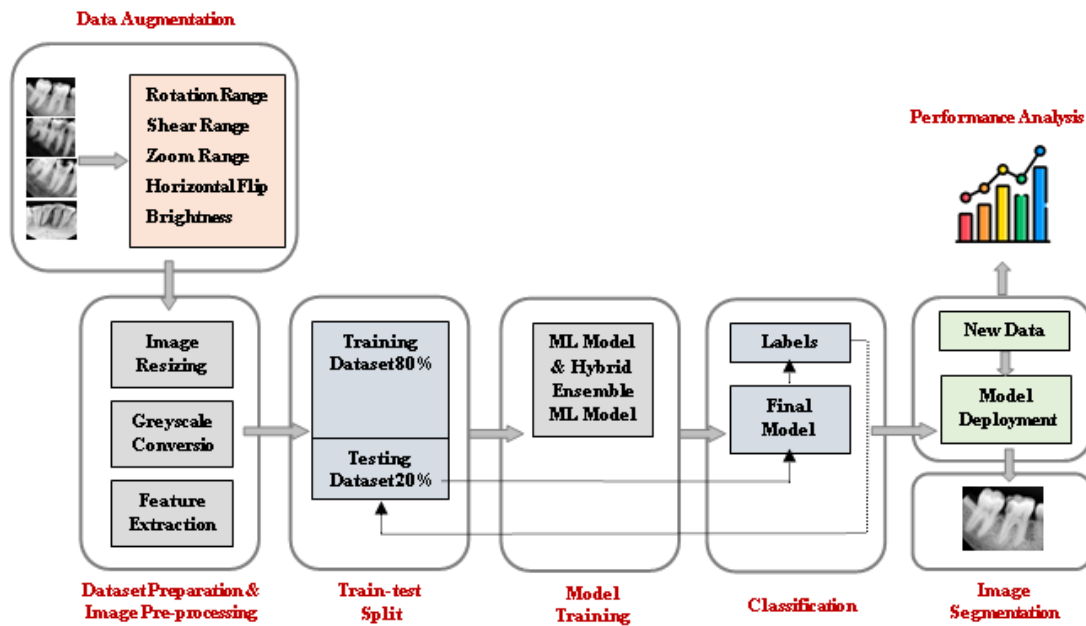 Data Augmentation
Rotation Range
Shear Range
Zoom Range
Horizontal Flip
Brightness
Performance Analysis
Image
Resizing
Greyscale
Conversio
Feature
Extraction
Dataset Preparation &
Image Pre-processing
Training
Dataset80%
Testing
Dataset20%
Train-test
Split
ML Model
& Hybrid
Ensemble
ML Model
Model
Training
Labels
Final
Model
Classification
New Data
Model
Deployment
Image
Segmentation